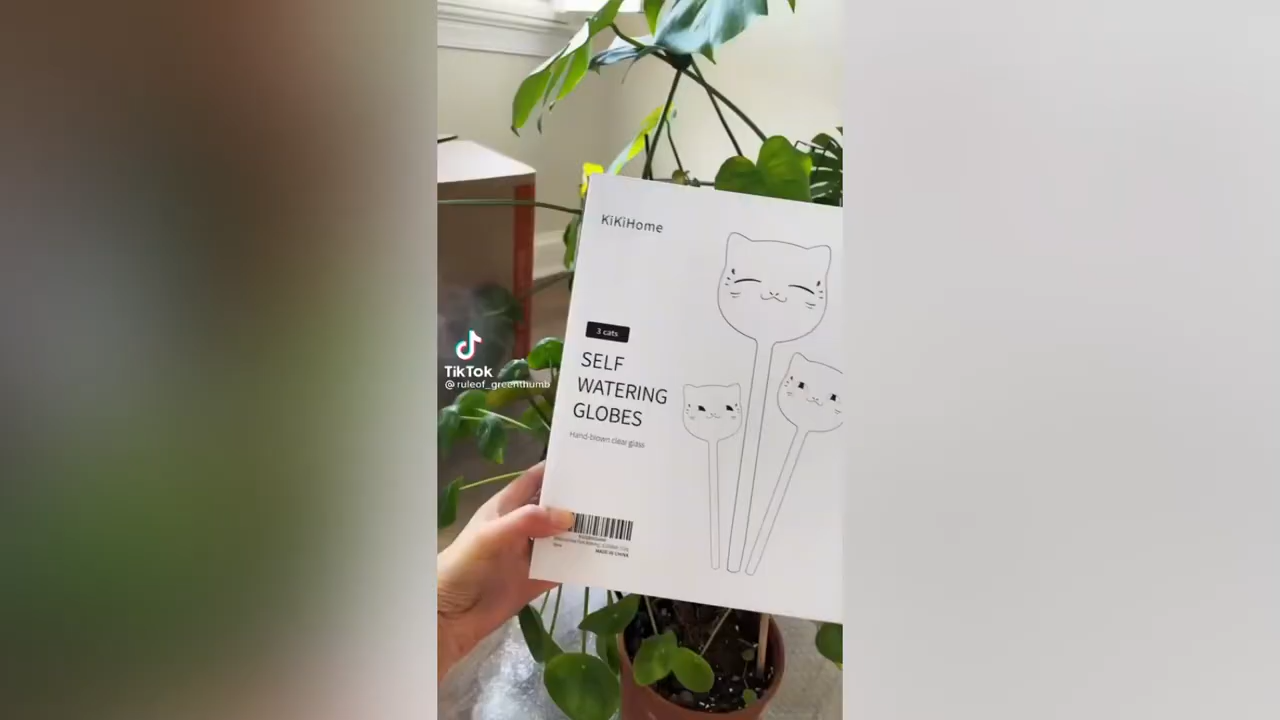 KiKiHome
3 cats
SELF
WATERING
GLOBES
Hand-blown clear glass
MADE IN CHINA
TikTok
@ruleof_greenthumb